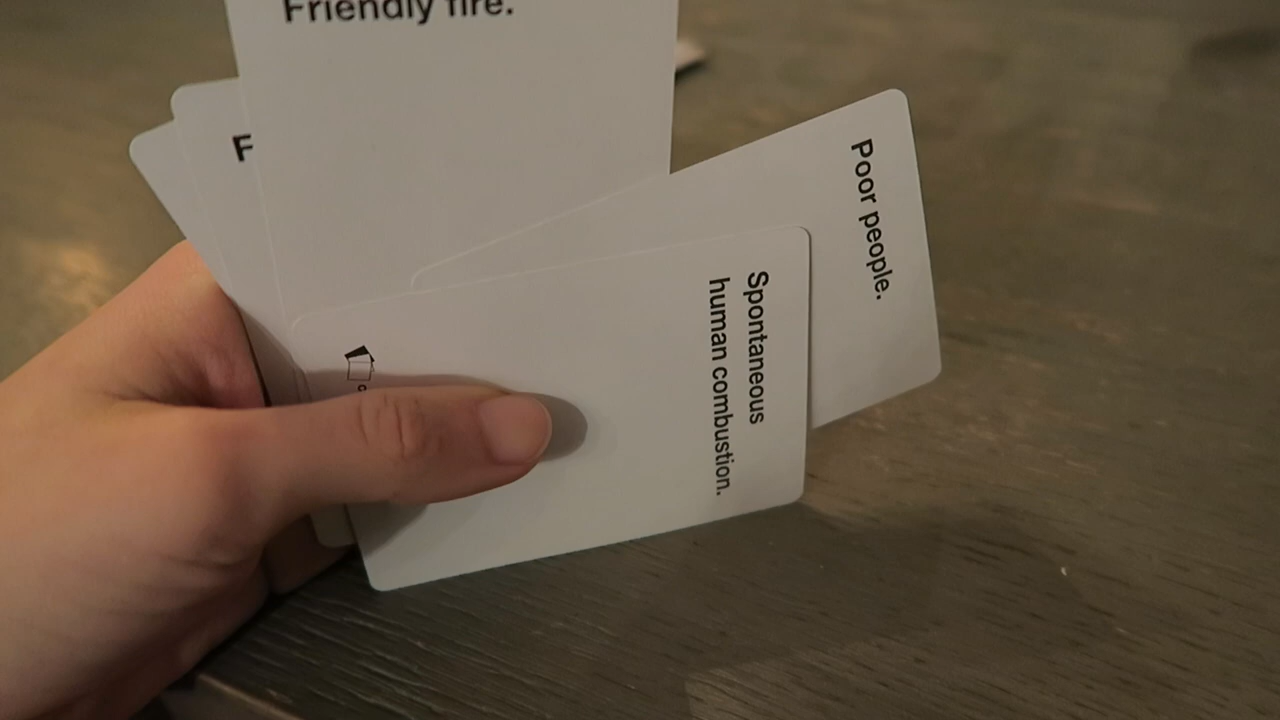 Friendly fire.
F
Poor people.
Spontaneous
human combustion.